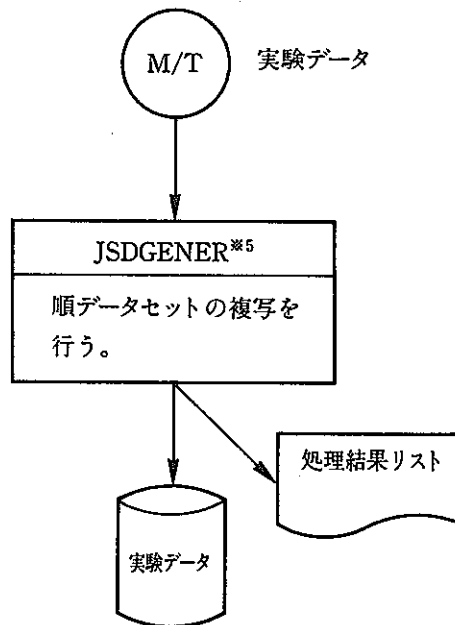 M/T 実験データ
JSDGENER※5
順データセットの複写を
行う。
処理結果リスト
実験データ